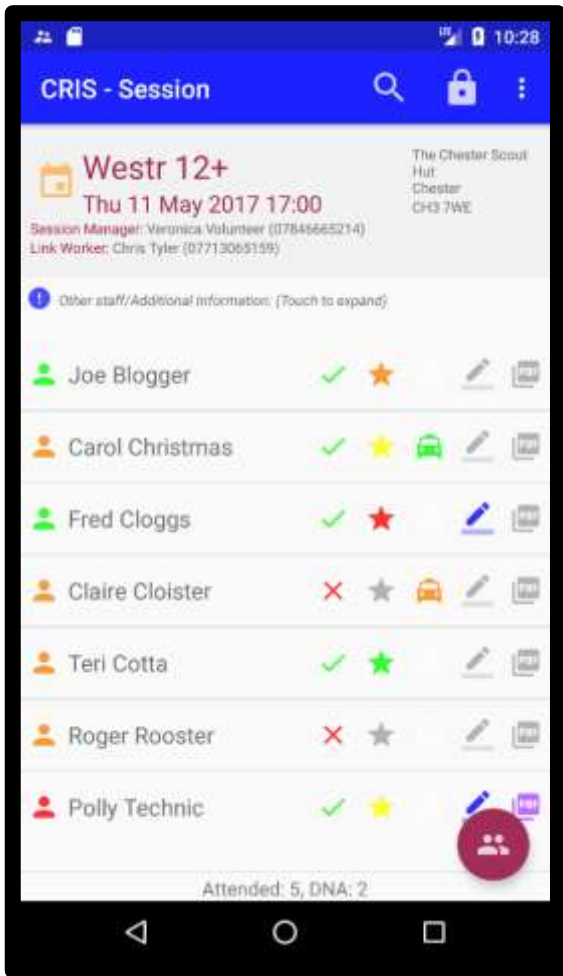 10:28
CRIS - Session
Westr 12+
Thu 11 May 2017 17:00
Session Manager: Veronica Volunteer (07845665214)
Link Worker: Chris Tyler (07713065159)
The Chester Scout
Hut
Chester
CH3 7WE
Other staff/Additional information: (Touch to expand)
Joe Blogger
Carol Christmas
Fred Cloggs
Claire Cloister
Teri Cotta
Roger Rooster
Polly Technic
Attended: 5, DNA: 2